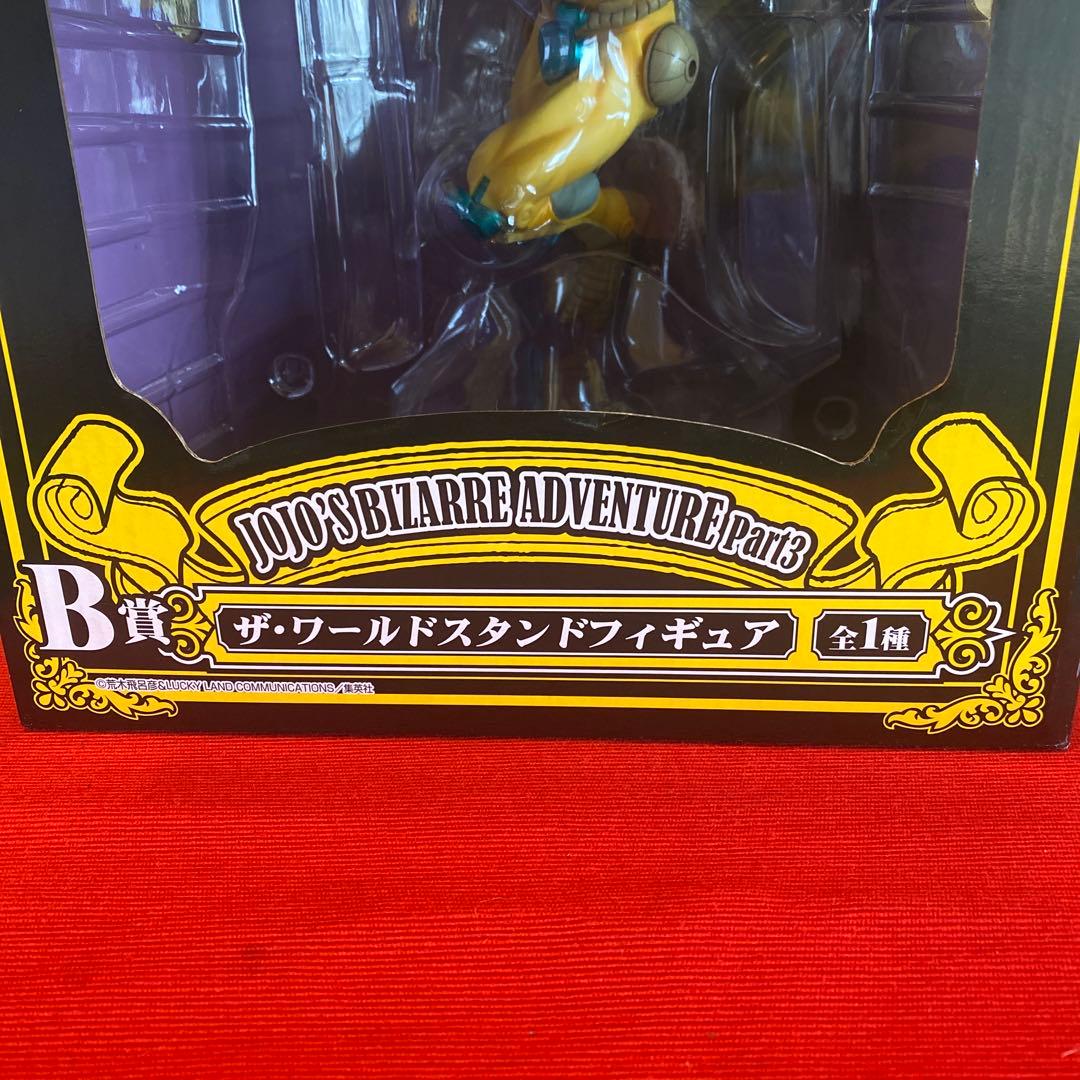 JOJO'S BIZARRE ADVENTURE Part3
B賞 ザ・ワールドスタンドフィギュア 全1種
©荒木飛呂彦&LUCKY LAND COMMUNICATIONS/集英社